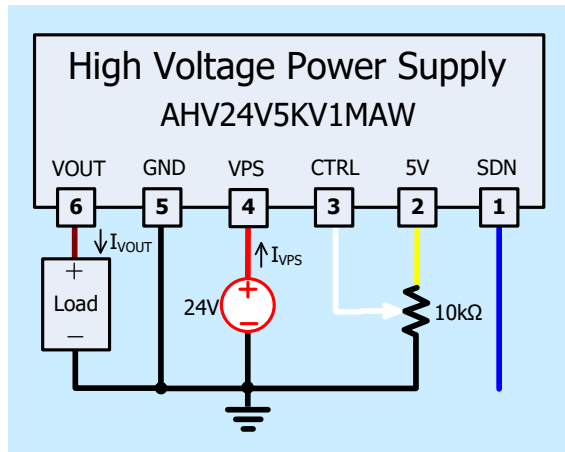 High Voltage Power Supply
AHV24V5KV1MAW
VOUT GND VPS CTRL 5V SDN
6 5 4 3 2 1
IVOUT
IVPS
+
Load
−
24V
+
−
10kΩ